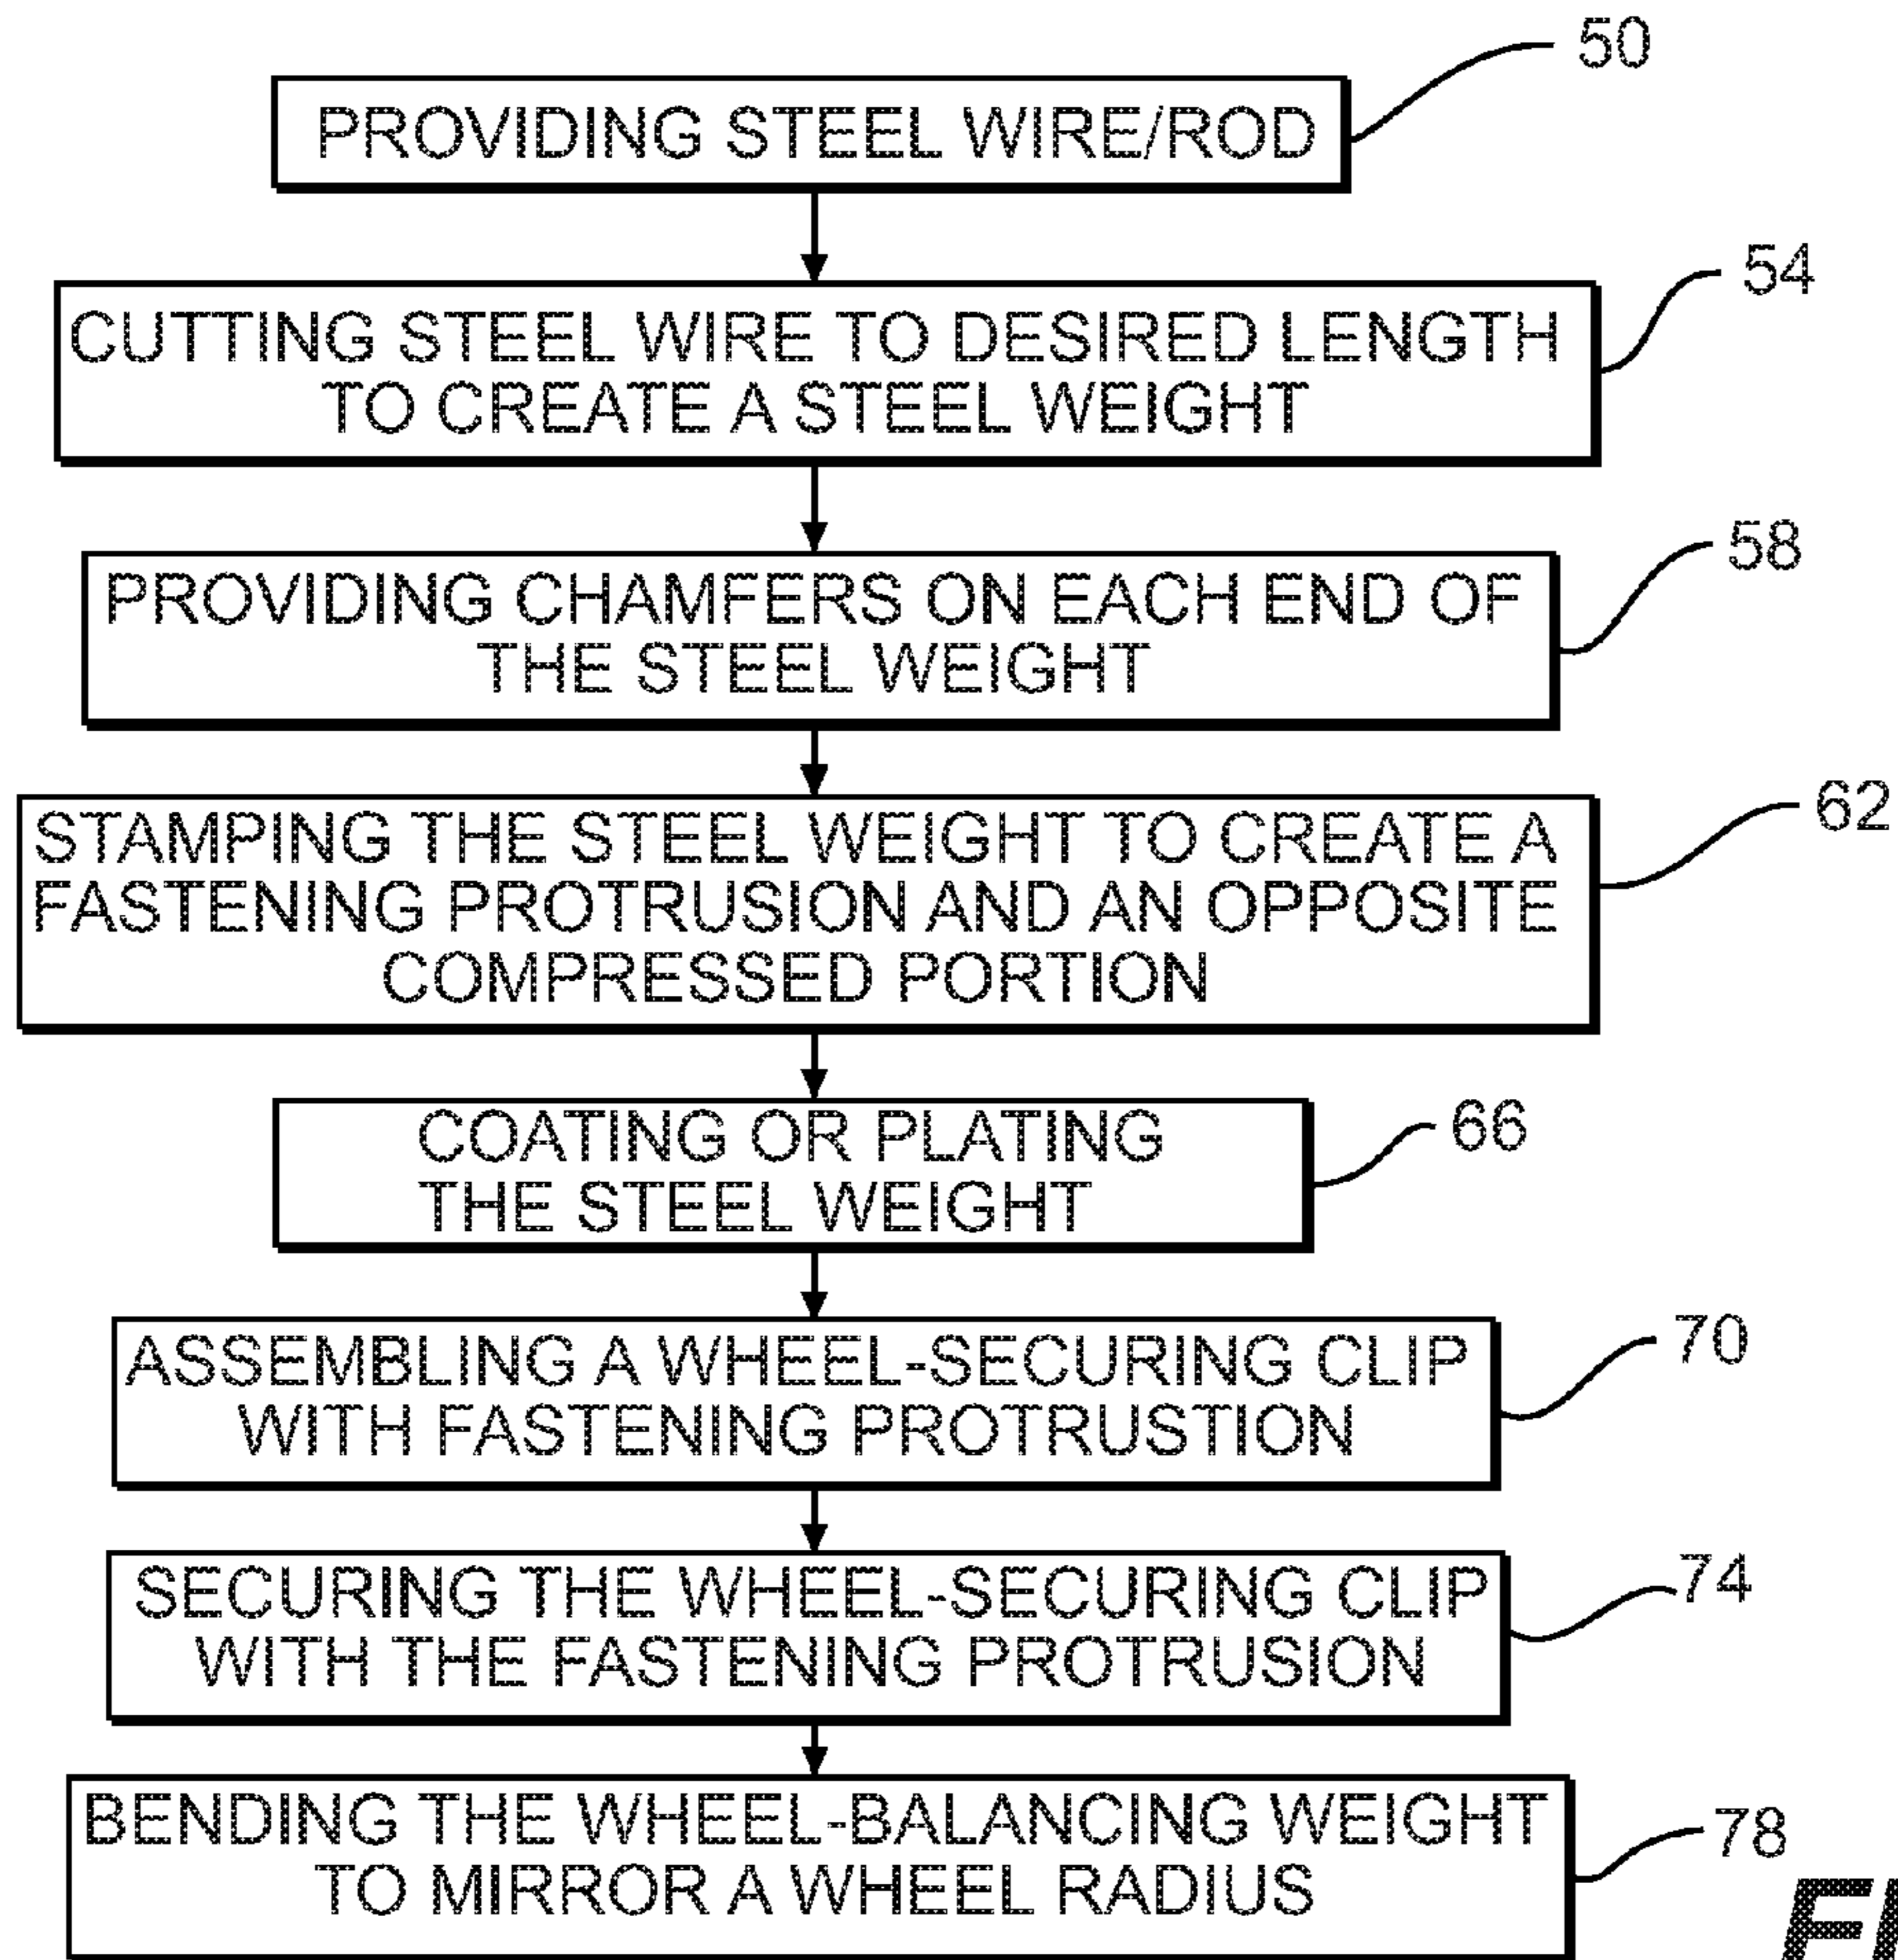 50
PROVIDING STEEL WIRE/ROD
54
CUTTING STEEL WIRE TO DESIRED LENGTH
TO CREATE A STEEL WEIGHT
58
PROVIDING CHAMFERS ON EACH END OF
THE STEEL WEIGHT
62
STAMPING THE STEEL WEIGHT TO CREATE A
FASTENING PROTRUSION AND AN OPPOSITE
COMPRESSED PORTION
66
COATING OR PLATING
THE STEEL WEIGHT
70
ASSEMBLING A WHEEL-SECURING CLIP
WITH FASTENING PROTRUSTION
74
SECURING THE WHEEL-SECURING CLIP
WITH THE FASTENING PROTRUSION
78
BENDING THE WHEEL-BALANCING WEIGHT
TO MIRROR A WHEEL RADIUS